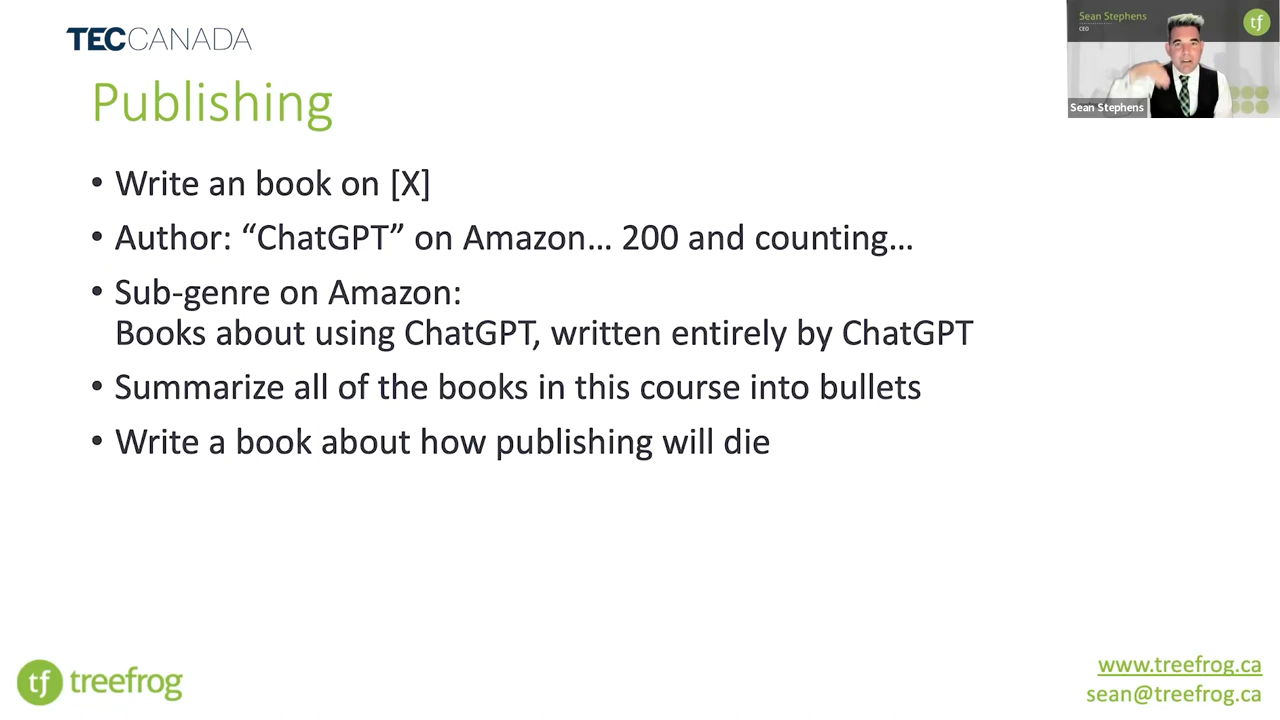 TECCANADA
Sean Stephens
CEO
tf
Sean Stephens
Publishing
• Write an book on [X]
• Author: “ChatGPT” on Amazon… 200 and counting…
• Sub-genre on Amazon:
Books about using ChatGPT, written entirely by ChatGPT
• Summarize all of the books in this course into bullets
• Write a book about how publishing will die
tf treefrog
www.treefrog.ca
sean@treefrog.ca